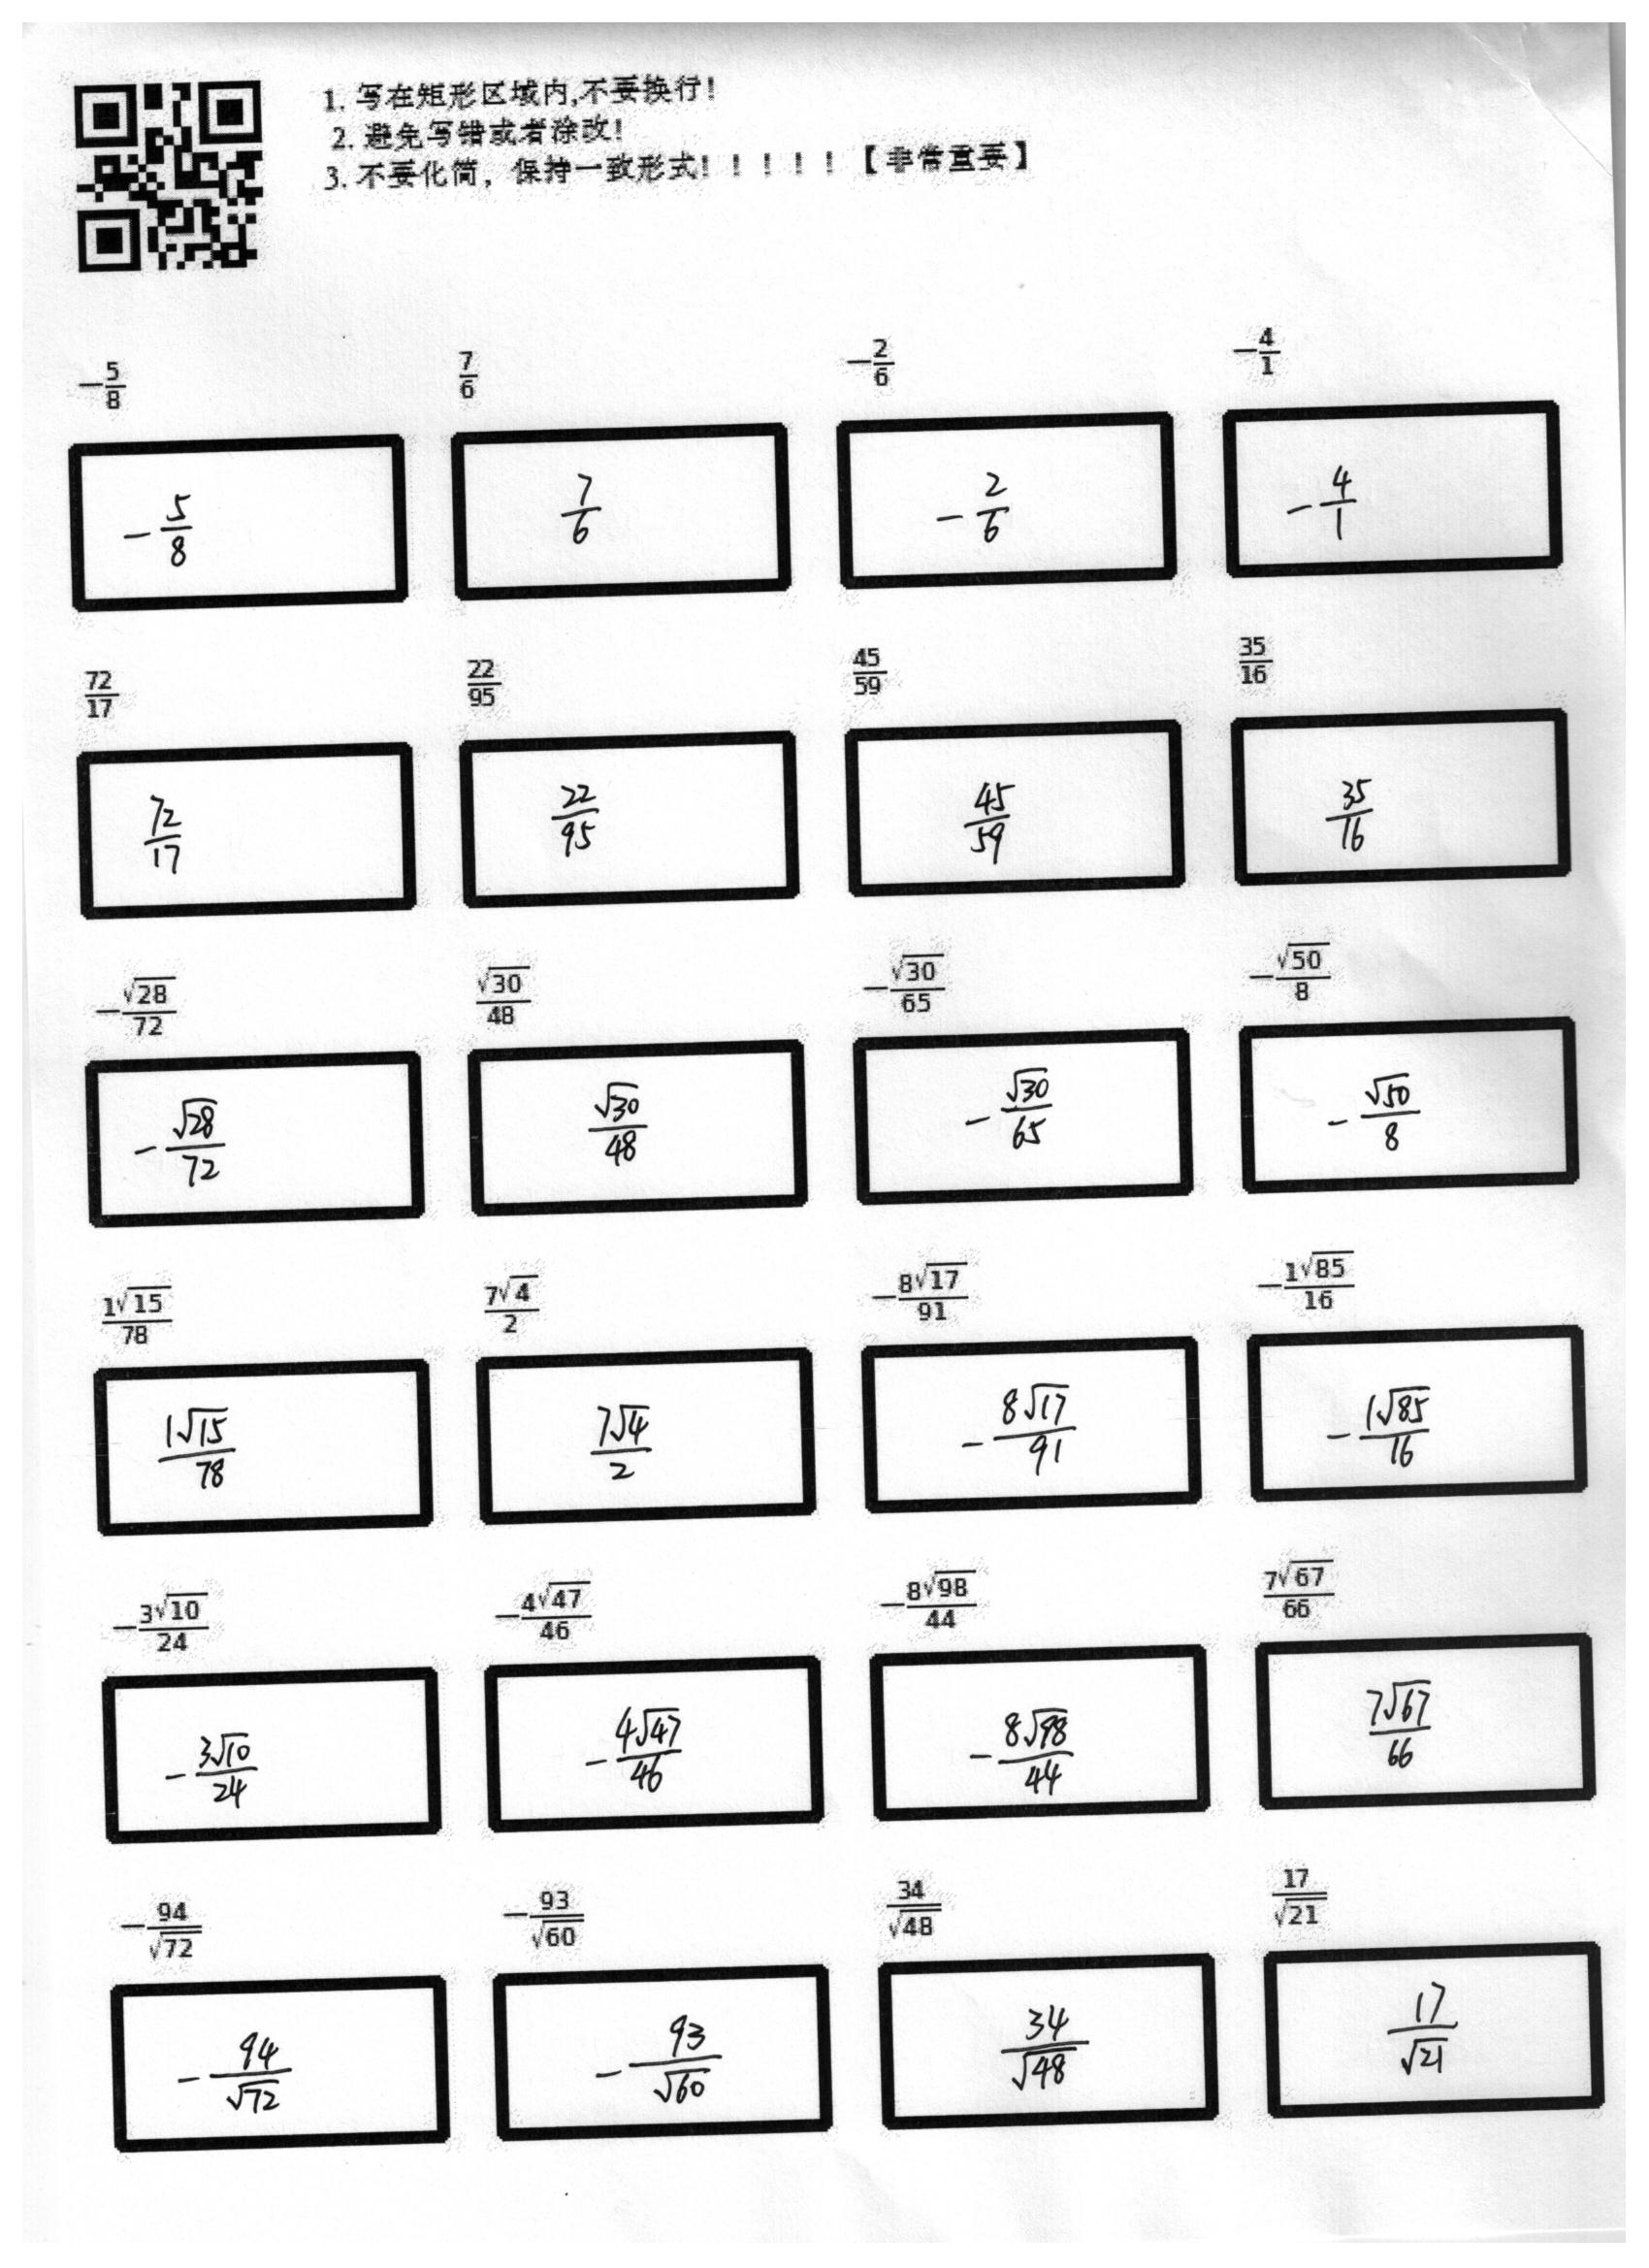 1. 写在矩形区域内,不要换行!
2. 避免写错或者涂改!
3. 不要化简，保持一致形式！！！！！【非常重要】
-\frac{5}{8} \frac{7}{6} -\frac{2}{6} -\frac{4}{1}
-\frac{5}{8} \frac{7}{6} -\frac{2}{6} -\frac{4}{1}
\frac{72}{17} \frac{22}{95} \frac{45}{59} \frac{35}{16}
\frac{72}{17} \frac{22}{95} \frac{45}{59} \frac{35}{16}
-\frac{\sqrt{28}}{72} \frac{\sqrt{30}}{48} -\frac{\sqrt{30}}{65} -\frac{\sqrt{50}}{8}
-\frac{\sqrt{28}}{72} \frac{\sqrt{30}}{48} -\frac{\sqrt{30}}{65} -\frac{\sqrt{50}}{8}
\frac{1\sqrt{15}}{78} \frac{7\sqrt{4}}{2} -\frac{8\sqrt{17}}{91} -\frac{1\sqrt{85}}{16}
\frac{1\sqrt{15}}{78} \frac{7\sqrt{4}}{2} -\frac{8\sqrt{17}}{91} -\frac{1\sqrt{85}}{16}
-\frac{3\sqrt{10}}{24} -\frac{4\sqrt{47}}{46} -\frac{8\sqrt{98}}{44} \frac{7\sqrt{67}}{66}
-\frac{3\sqrt{10}}{24} -\frac{4\sqrt{47}}{46} -\frac{8\sqrt{98}}{44} \frac{7\sqrt{67}}{66}
-\frac{94}{\sqrt{72}} -\frac{93}{\sqrt{60}} \frac{34}{\sqrt{48}} \frac{17}{\sqrt{21}}
-\frac{94}{\sqrt{72}} -\frac{93}{\sqrt{60}} \frac{34}{\sqrt{48}} \frac{17}{\sqrt{21}}